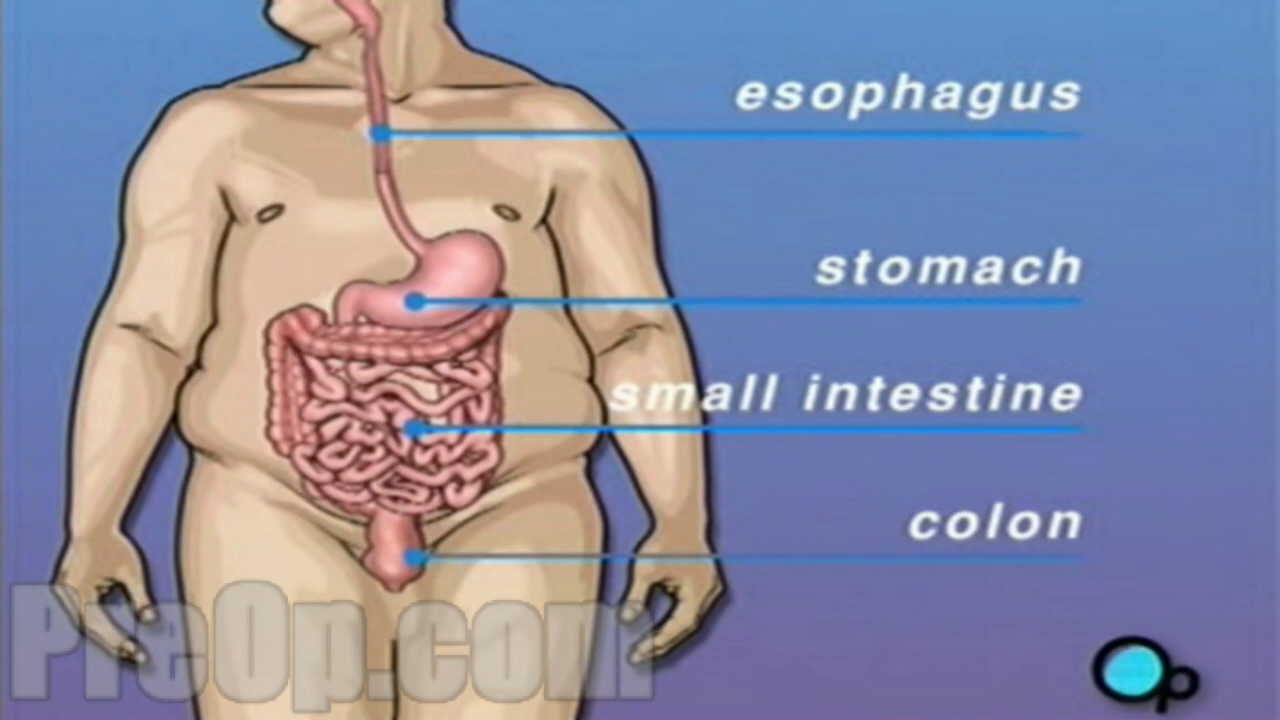 esophagus
stomach
small intestine
colon
PreOp.com
Op